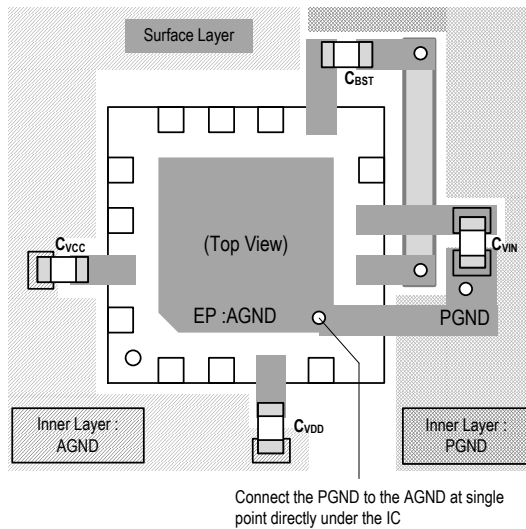 Surface Layer
CBST
CVCC
(Top View)
CVIN
EP :AGND
PGND
Inner Layer :
AGND
CVDD
Inner Layer :
PGND
Connect the PGND to the AGND at single
point directly under the IC